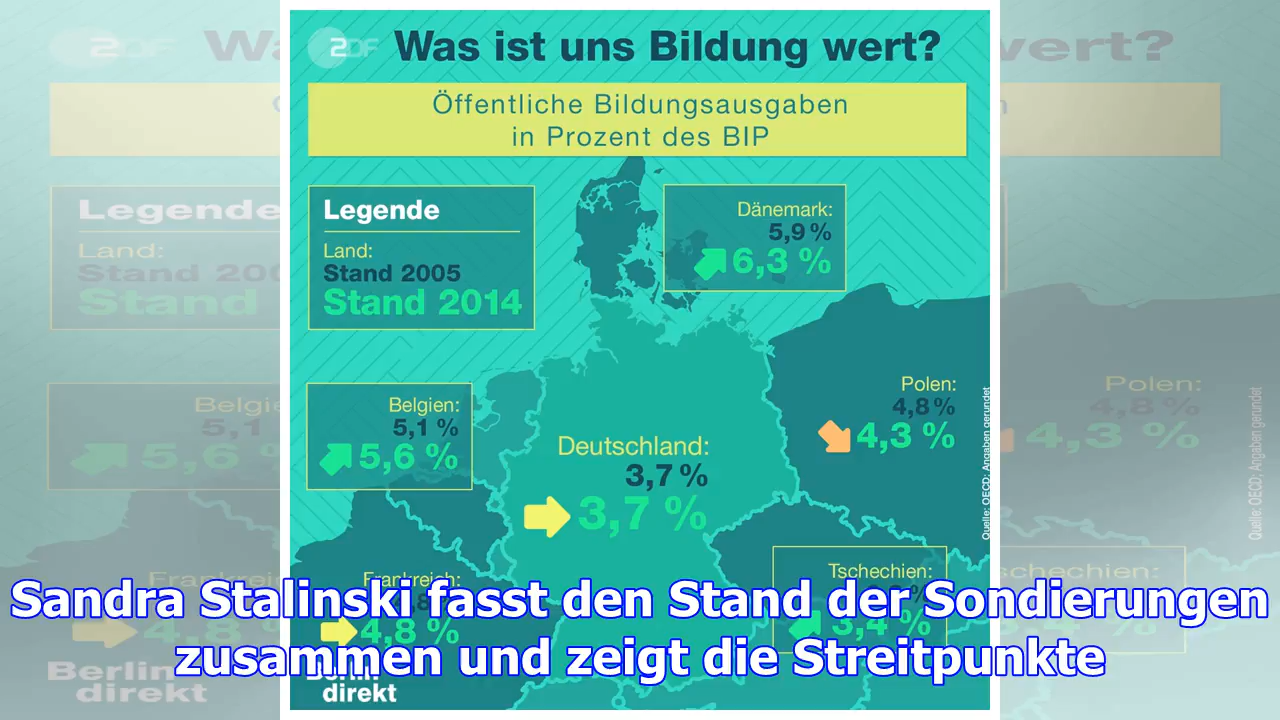 ZDF
Was ist uns Bildung wert?
Öffentliche Bildungsausgaben
in Prozent des BIP
Legende
Land:
Stand 2005
Stand 2014
Dänemark:
5,9 %
6,3 %
Belgien:
5,1 %
5,6 %
Deutschland:
3,7 %
3,7 %
Polen:
4,8 %
4,3 %
Quelle: OECD; Angaben gerundet
Frankreich:
4,8 %
Tschechien:
3,4 %
Sandra Stalinski fasst den Stand der Sondierungen
zusammen und zeigt die Streitpunkte
Berlin
direkt